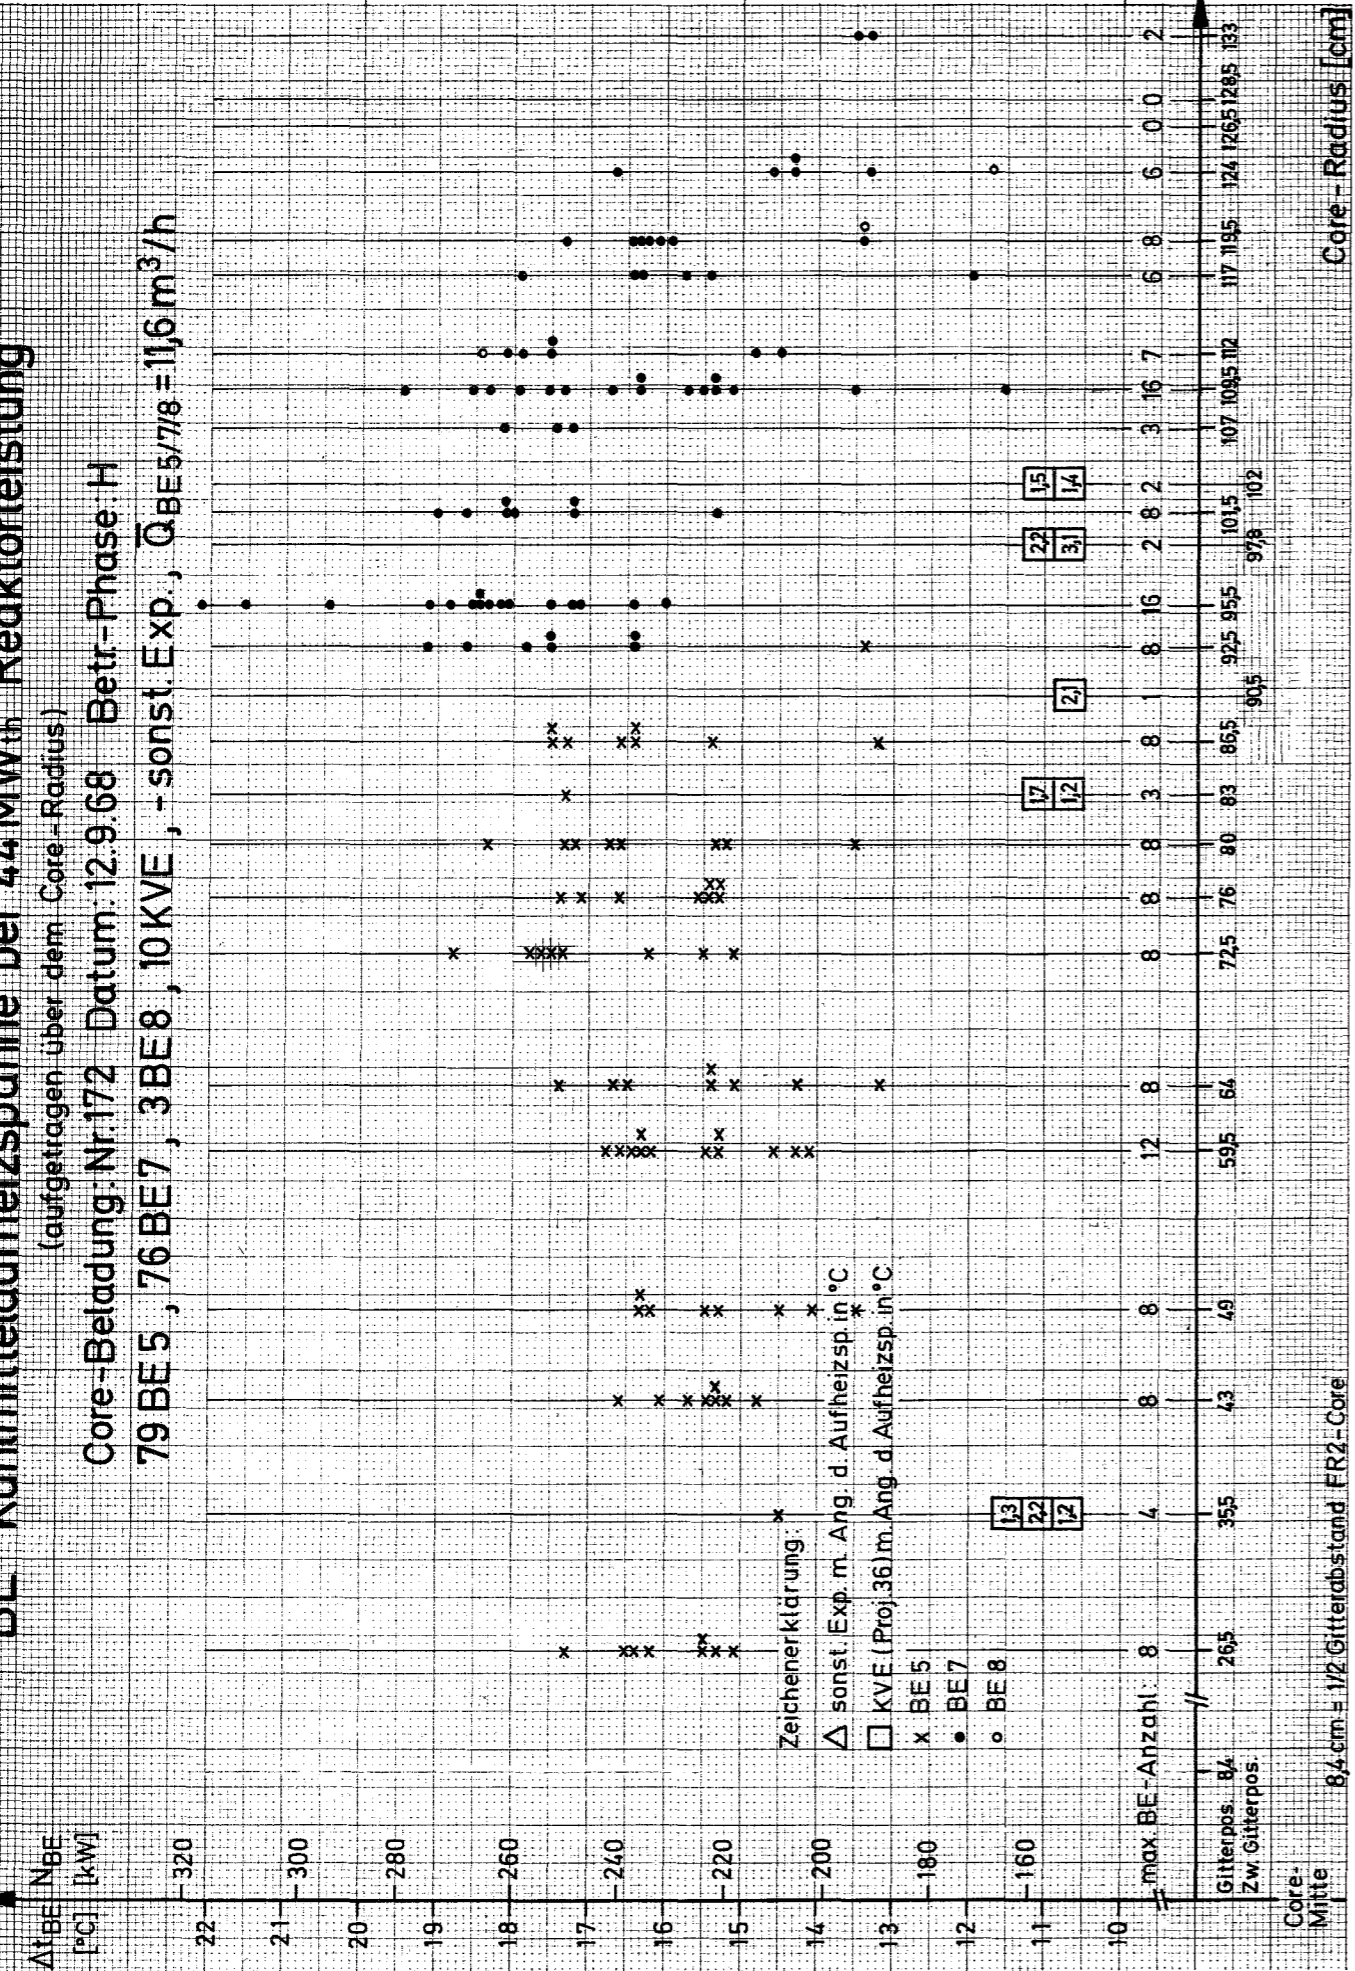 BE - Kühlmittelaufheizspanne bei 44 MWth Reaktorleistung
(aufgetragen über dem Core-Radius)
Core-Beladung: Nr. 172 Datum: 12.9.68 Betr.-Phase: H
79 BE 5 , 76 BE 7 , 3 BE 8 , 10 KVE , - sonst. Exp. , Q̄ BE 5/7/8 = 11,6 m³/h
Δt BE N BE
[°C] [kW]
320
22
21
300
20
280
19
18
260
17
240
16
220
15
14
200
13
180
12
160
11
10
1,3
2,2
1,2
1,7
1,2
2,1
2,2
3,1
1,5
1,4
Zeichenerklärung:
△ sonst. Exp. m. Ang. d. Aufheizsp. in °C
□ KVE (Proj. 36) m. Ang. d. Aufheizsp. in °C
x BE 5
● BE 7
o BE 8
max. BE-Anzahl: 8 4 8 8 12 8 8 8 8 3 8 1 8 16 2 8 2 3 16 7 6 8 6 0 0 2
Gitterpos. 8,4 26,5 35,5 43 49 59,5 64 72,5 76 80 83 86,5 92,5 95,5 101,5 107 109,5 112 117 119,5 124 126,5 128,5 133
Zw. Gitterpos. 90,5 97,8 102
Core-Mitte
Core-Radius [cm]
8,4 cm = 1/2 Gitterabstand FR2-Core